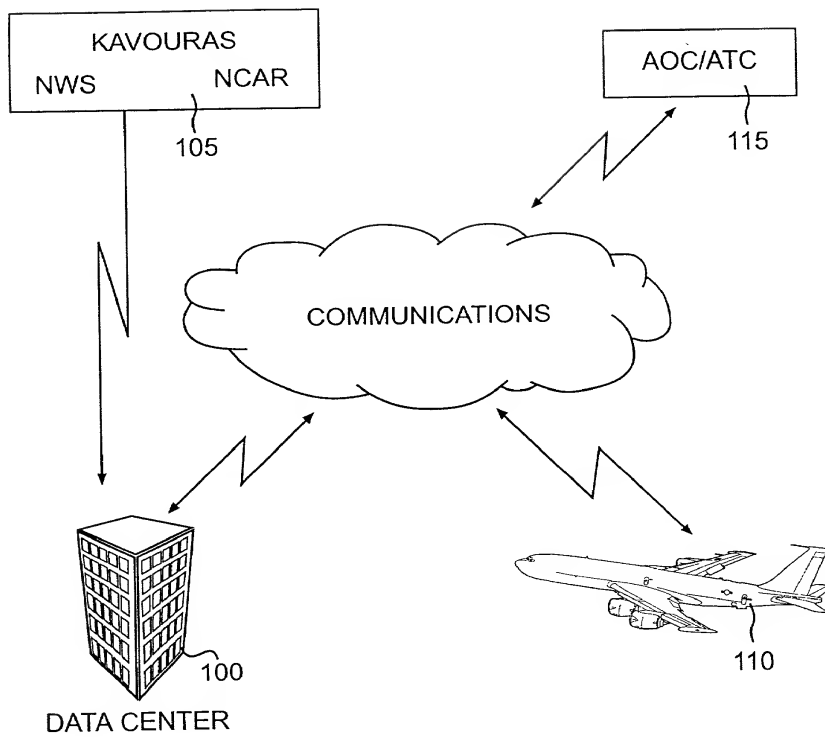 KAVOURAS
NWS NCAR
105
AOC/ATC
115
COMMUNICATIONS
100
DATA CENTER
110